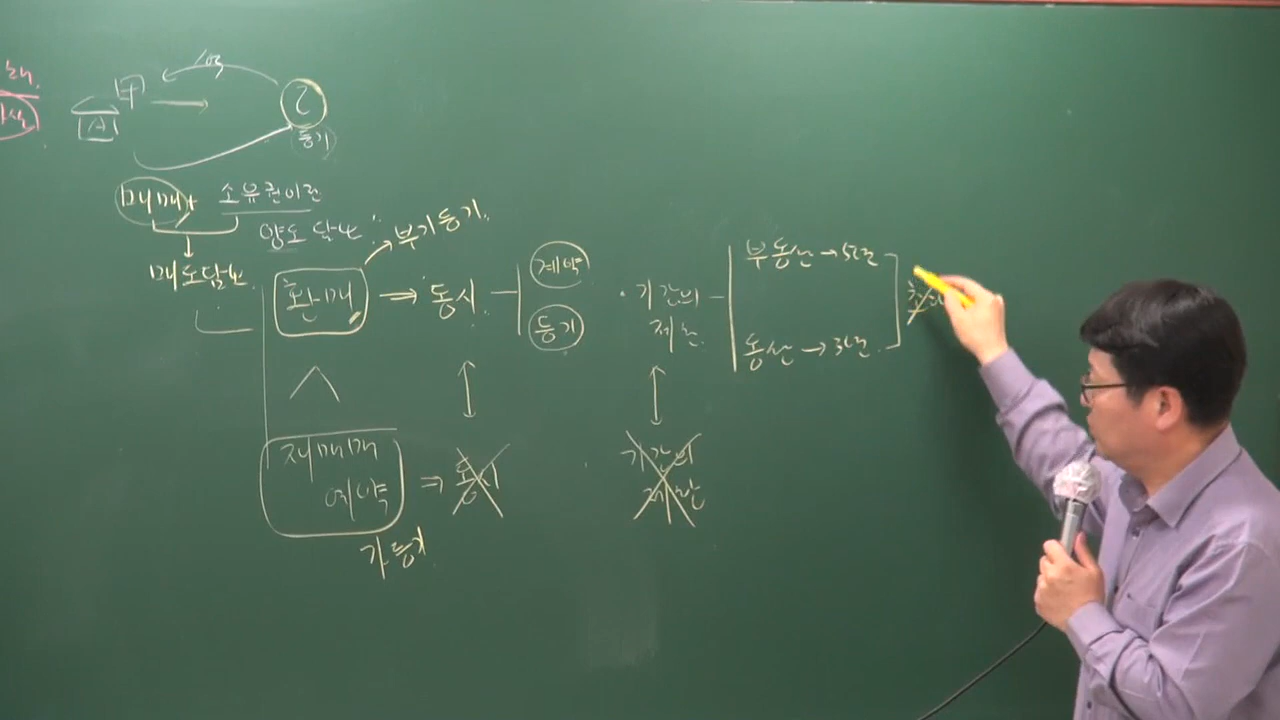 1억
甲
乙
등기
매매 + 소유권이전
양도담보
매도담보
부기등기
환매 ⇒ 동시
계약
등기
기간의
제한
부동산 → 5년
동산 → 3년
재매매
예약
⇒ 동시
기간의
제한
가등기